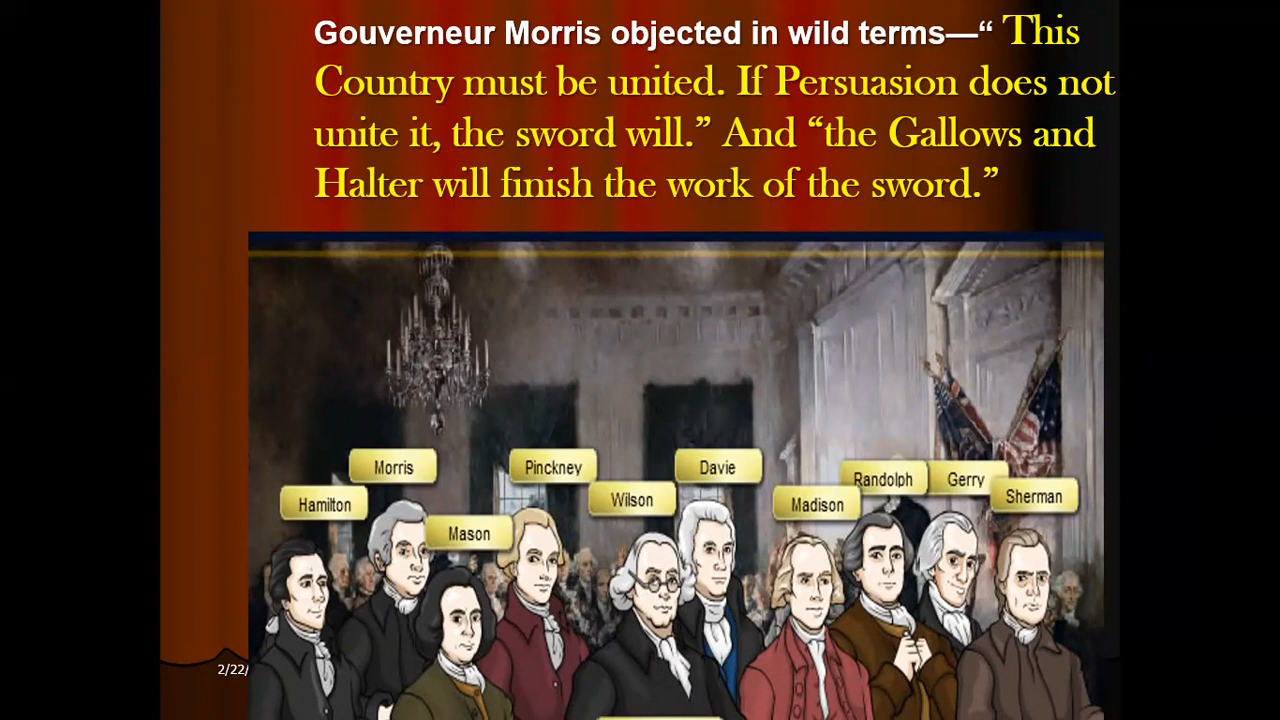 Gouverneur Morris objected in wild terms—“ This
Country must be united. If Persuasion does not
unite it, the sword will.” And “the Gallows and
Halter will finish the work of the sword.”
Morris
Pinckney
Davie
Hamilton
Mason
Wilson
Madison
Randolph
Gerry
Sherman
2/22/